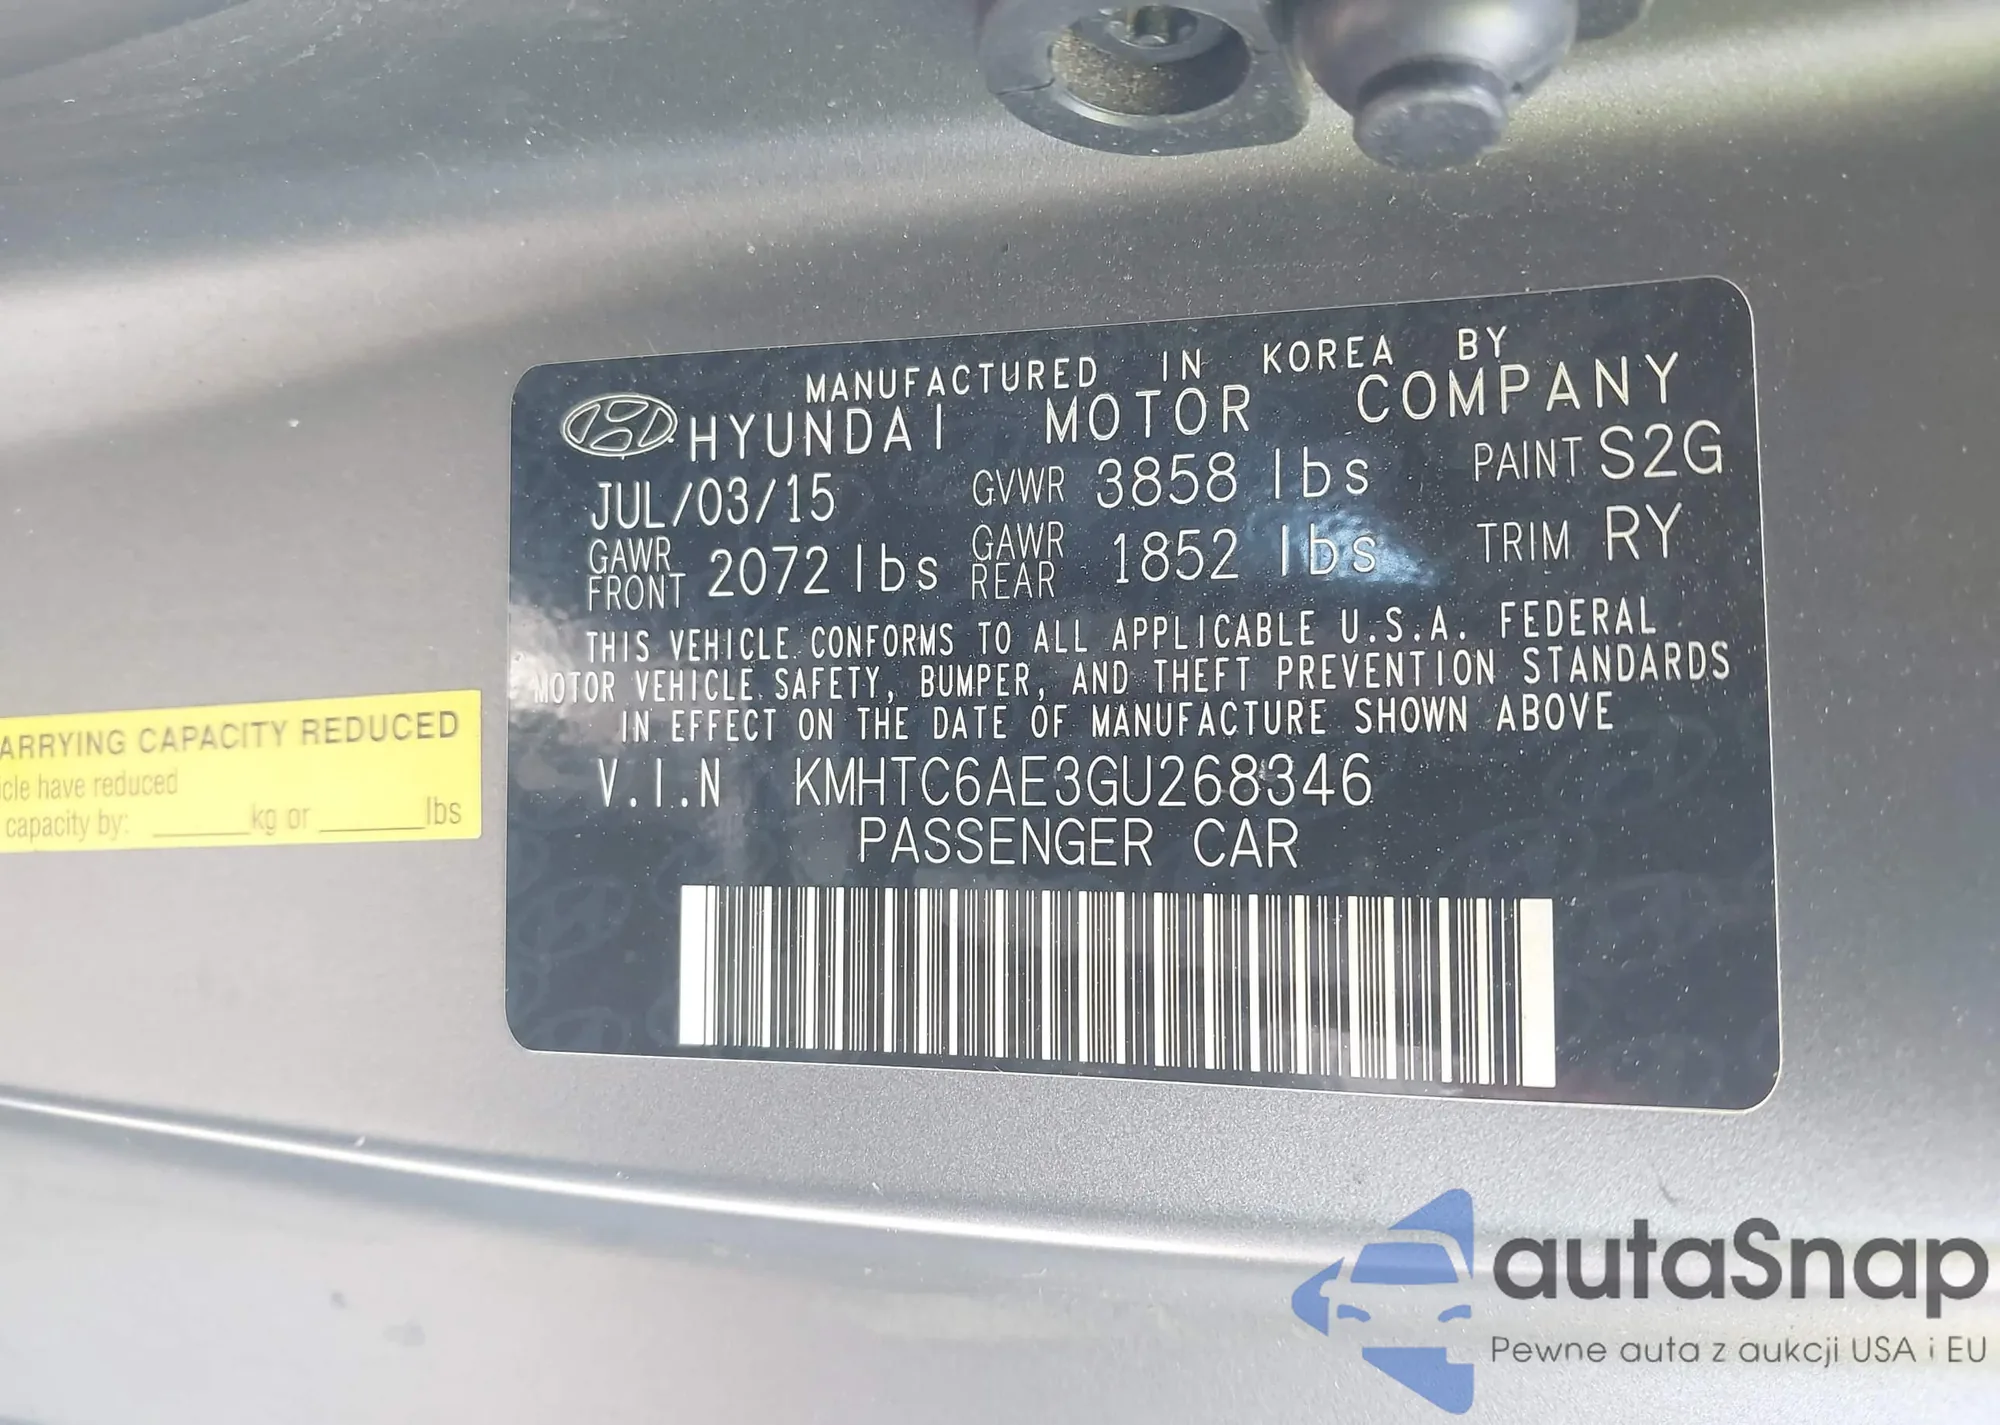 MANUFACTURED IN KOREA BY
HYUNDAI MOTOR COMPANY
JUL/03/15 GVWR 3858 lbs PAINT S2G
GAWR FRONT 2072 lbs GAWR REAR 1852 lbs TRIM RY
THIS VEHICLE CONFORMS TO ALL APPLICABLE U.S.A. FEDERAL
MOTOR VEHICLE SAFETY, BUMPER, AND THEFT PREVENTION STANDARDS
IN EFFECT ON THE DATE OF MANUFACTURE SHOWN ABOVE
V.I.N KMHTC6AE3GU268346
PASSENGER CAR
ARRYING CAPACITY REDUCED
icle have reduced
capacity by: ______kg or ______lbs
autaSnap
Pewne auta z aukcji USA i EU